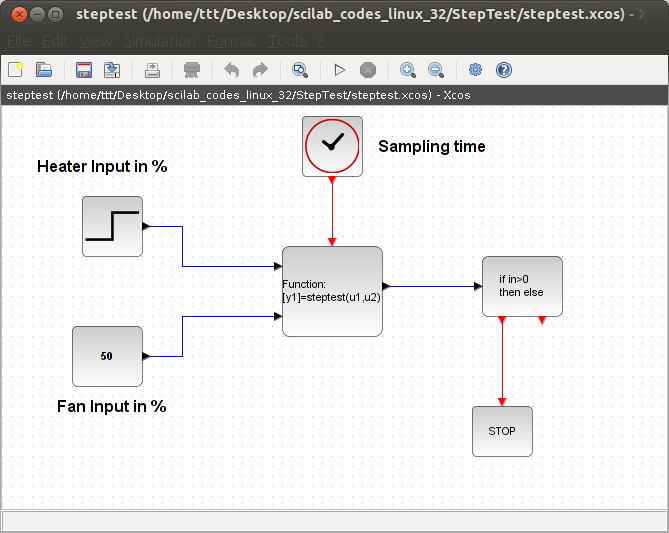 steptest (/home/ttt/Desktop/scilab_codes_linux_32/StepTest/steptest.xcos) - X
File Edit View Simulation Format Tools ?
steptest (/home/ttt/Desktop/scilab_codes_linux_32/StepTest/steptest.xcos) - Xcos
Sampling time
Heater Input in %
Function:
[y1]=steptest(u1,u2)
if in>0
then else
50
Fan Input in %
STOP